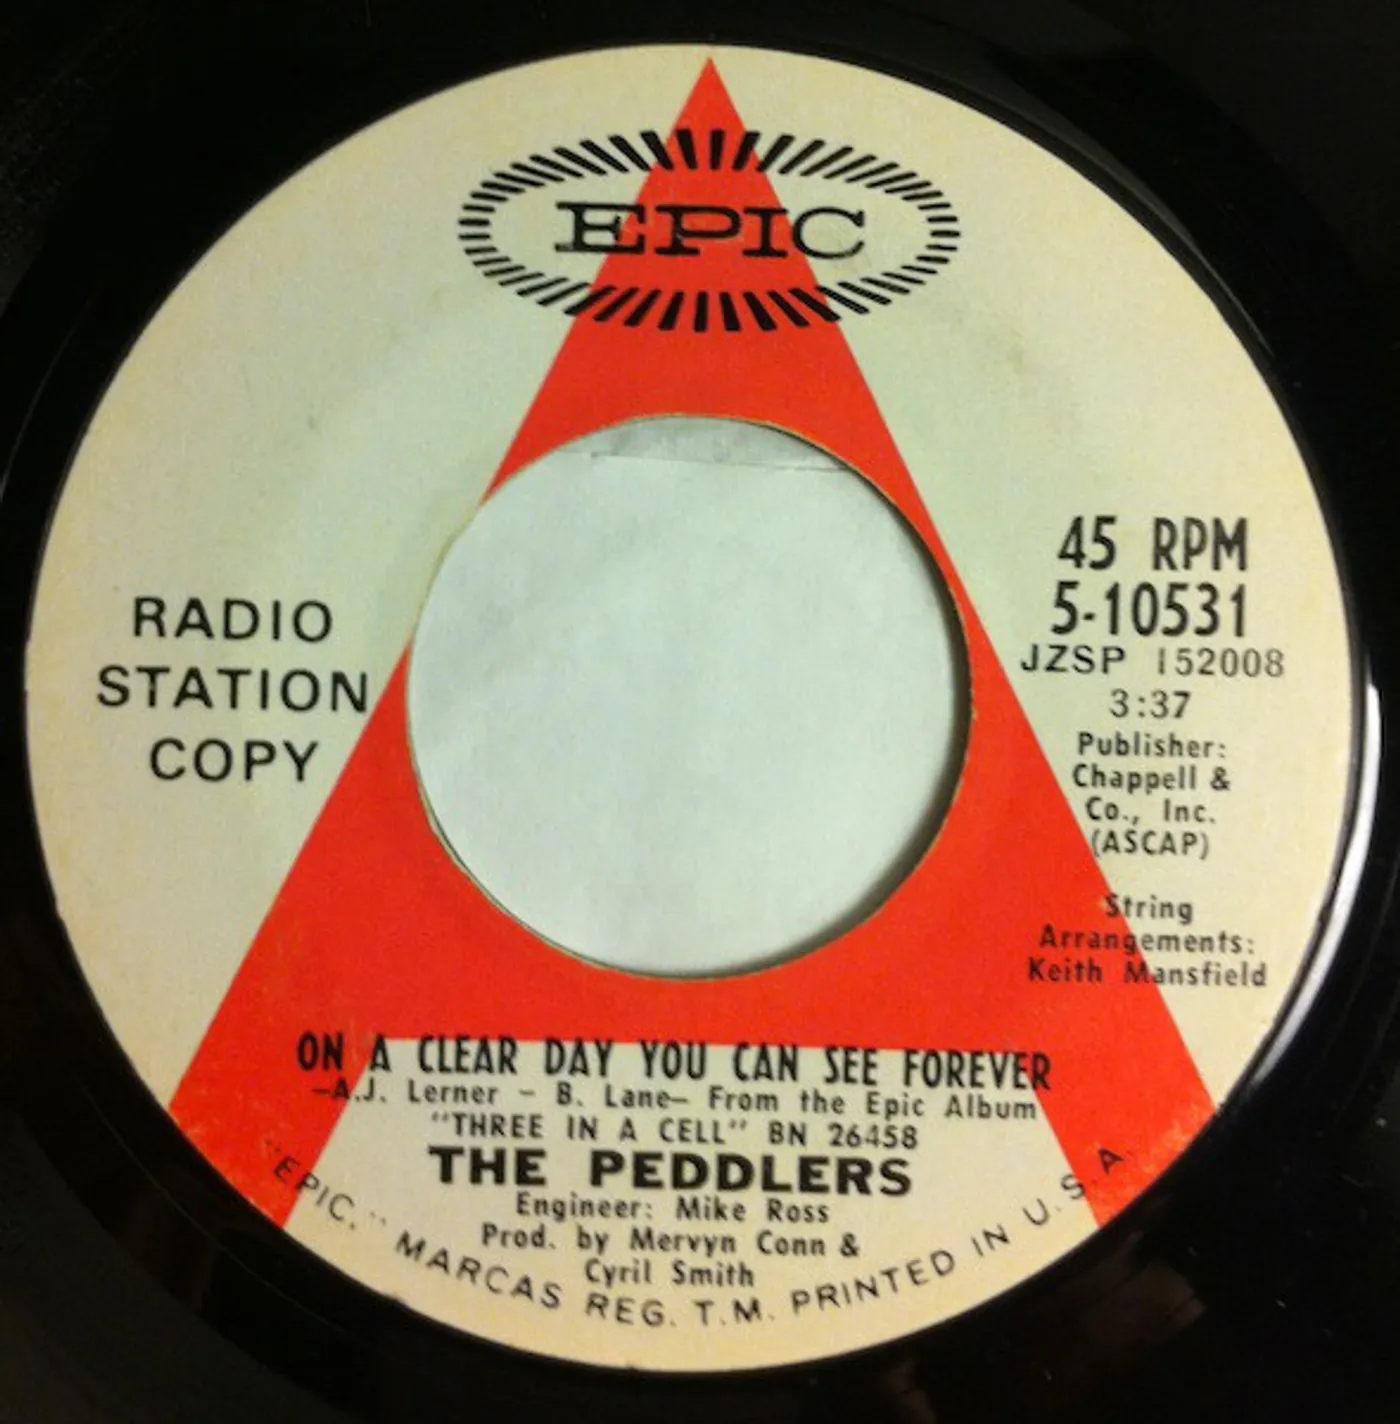 EPIC
RADIO
STATION
COPY
45 RPM
5-10531
JZSP 152008
3:37
Publisher:
Chappell &
Co., Inc.
(ASCAP)
String
Arrangements:
Keith Mansfield
ON A CLEAR DAY YOU CAN SEE FOREVER
—A.J. Lerner - B. Lane— From the Epic Album
"THREE IN A CELL" BN 26458
THE PEDDLERS
Engineer: Mike Ross
Prod. by Mervyn Conn &
Cyril Smith
"EPIC," MARCAS REG. T.M. PRINTED IN U.S.A.